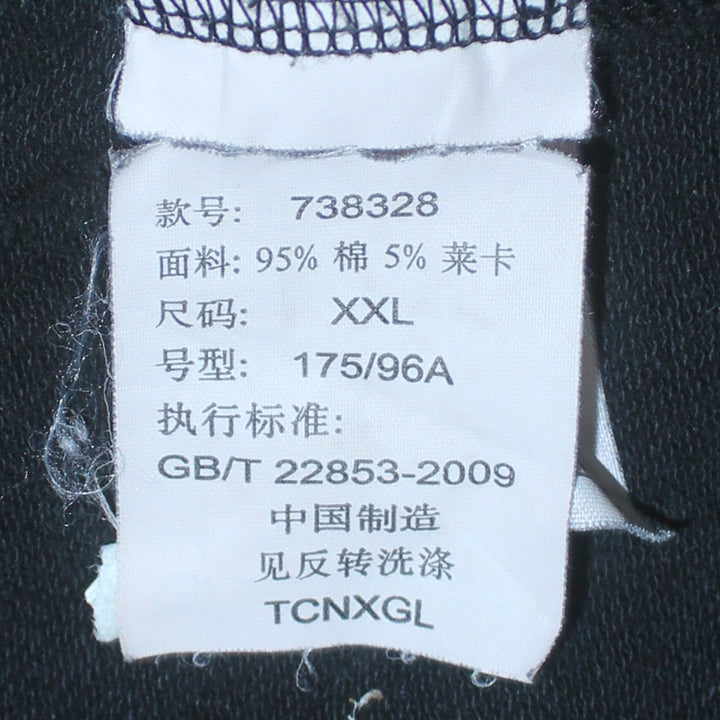 款号: 738328
面料: 95% 棉 5% 莱卡
尺码: XXL
号型: 175/96A
执行标准:
GB/T 22853-2009
中国制造
见反转洗涤
TCNXGL